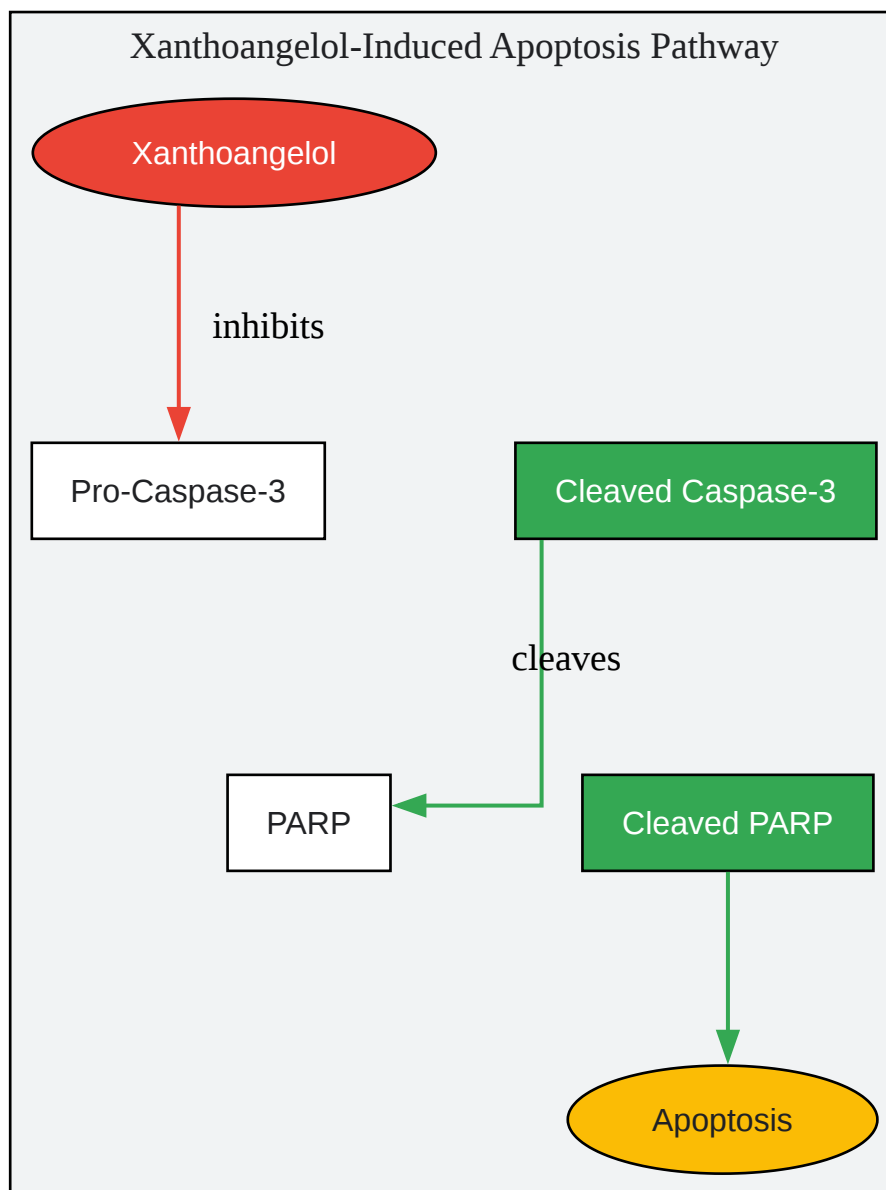 Xanthoangelol-Induced Apoptosis Pathway
Xanthoangelol
inhibits
Pro-Caspase-3
Cleaved Caspase-3
cleaves
PARP
Cleaved PARP
Apoptosis